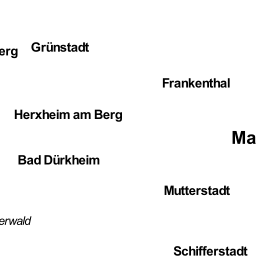 erg
Grünstadt
Frankenthal
Herxheim am Berg
Ma
Bad Dürkheim
Mutterstadt
erwald
Schifferstadt